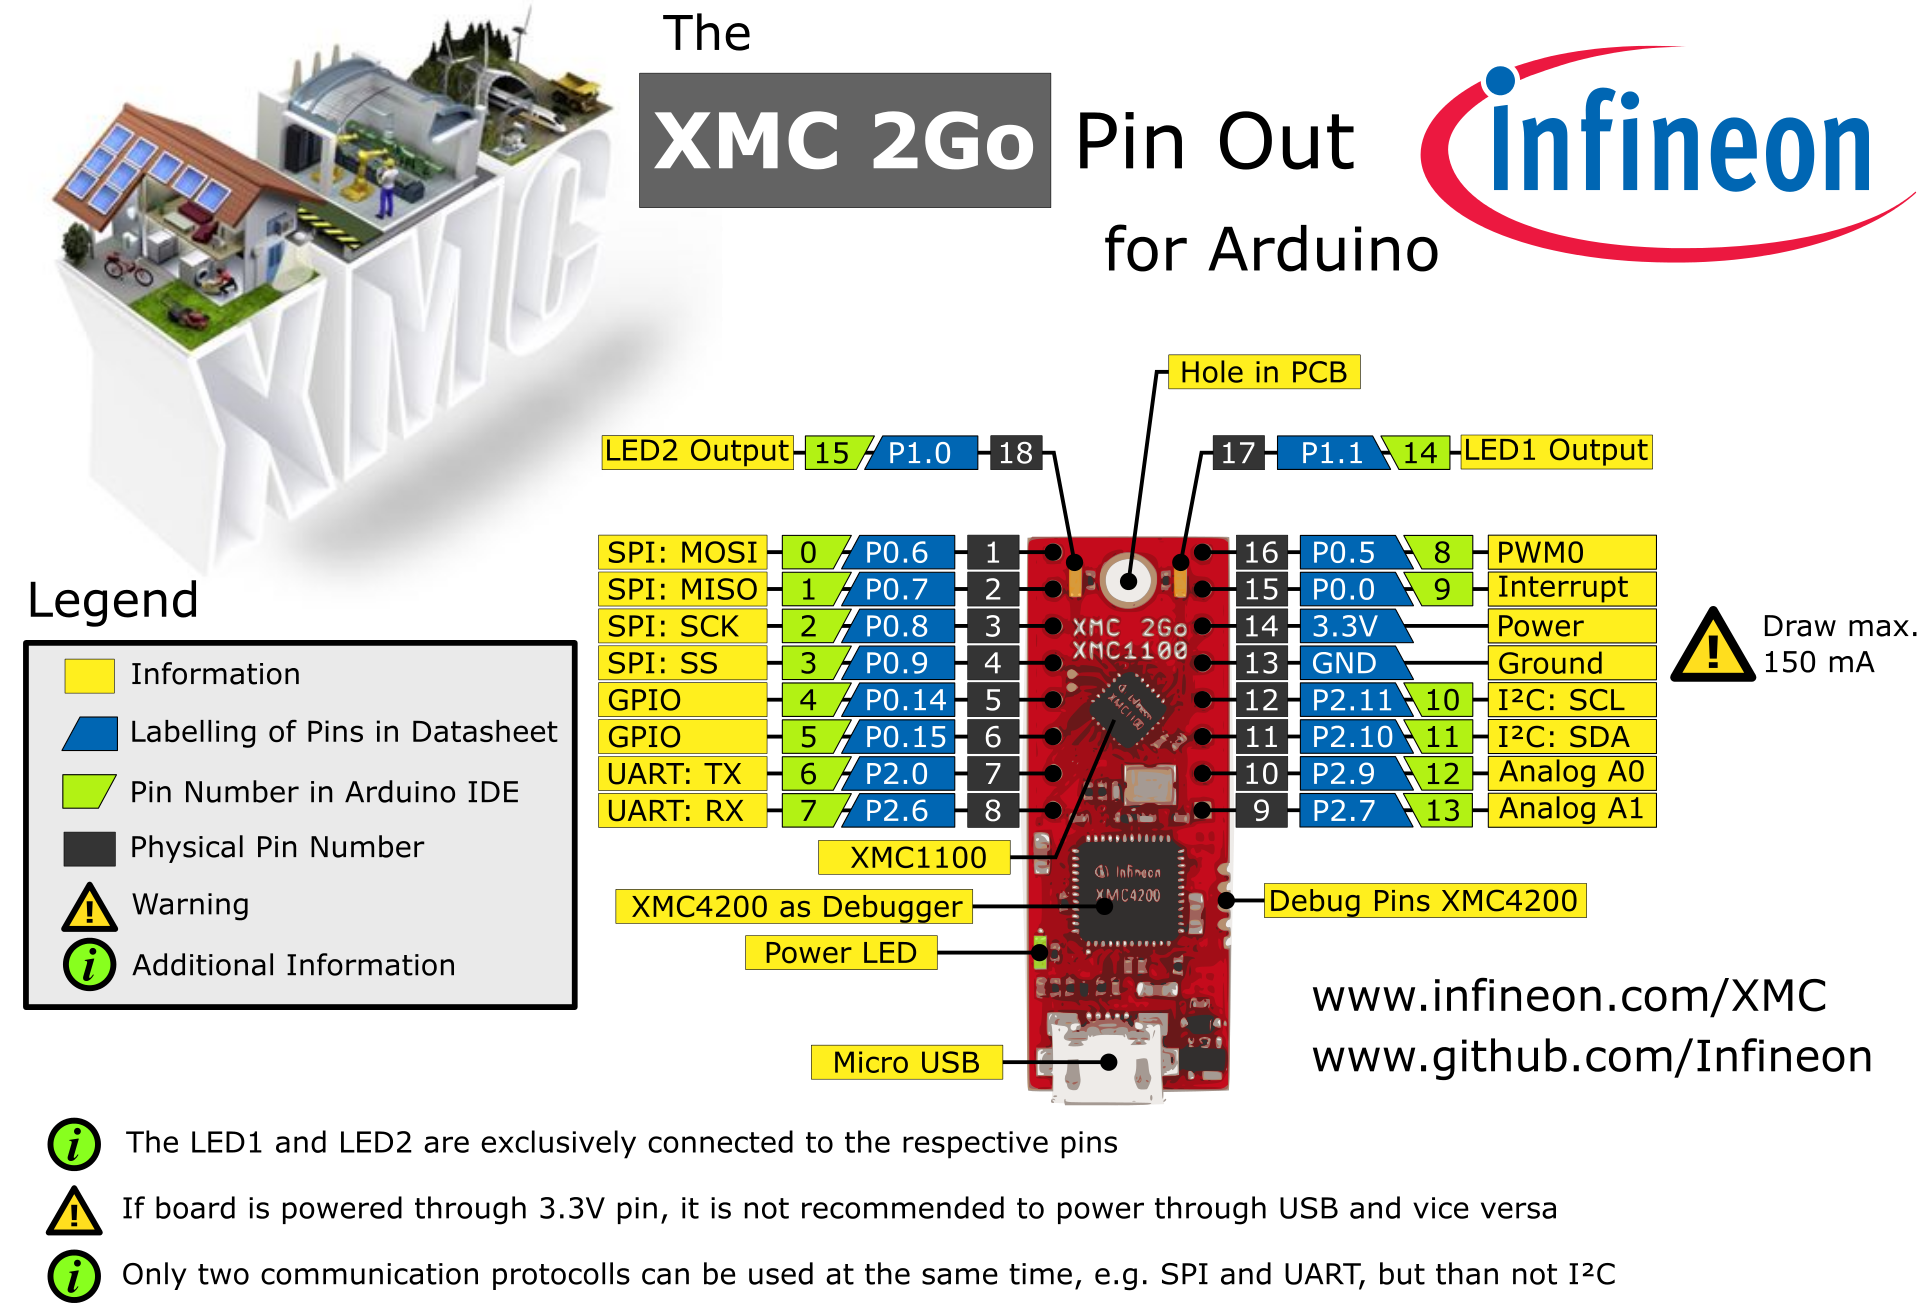 The
XMC 2Go Pin Out
for Arduino
infineon
XMC
Hole in PCB
LED2 Output 15 P1.0 18
17 P1.1 14 LED1 Output
SPI: MOSI 0 P0.6 1
16 P0.5 8 PWM0
SPI: MISO 1 P0.7 2
15 P0.0 9 Interrupt
SPI: SCK 2 P0.8 3
14 3.3V Power
SPI: SS 3 P0.9 4
13 GND Ground
GPIO 4 P0.14 5
12 P2.11 10 I²C: SCL
GPIO 5 P0.15 6
11 P2.10 11 I²C: SDA
UART: TX 6 P2.0 7
10 P2.9 12 Analog A0
UART: RX 7 P2.6 8
9 P2.7 13 Analog A1
Draw max.
150 mA
XMC 2Go
XMC1100
Infineon
XMC1100
Infineon
XMC4200
XMC1100
XMC4200 as Debugger
Debug Pins XMC4200
Power LED
Micro USB
Legend
Information
Labelling of Pins in Datasheet
Pin Number in Arduino IDE
Physical Pin Number
Warning
Additional Information
www.infineon.com/XMC
www.github.com/Infineon
The LED1 and LED2 are exclusively connected to the respective pins
If board is powered through 3.3V pin, it is not recommended to power through USB and vice versa
Only two communication protocolls can be used at the same time, e.g. SPI and UART, but than not I²C